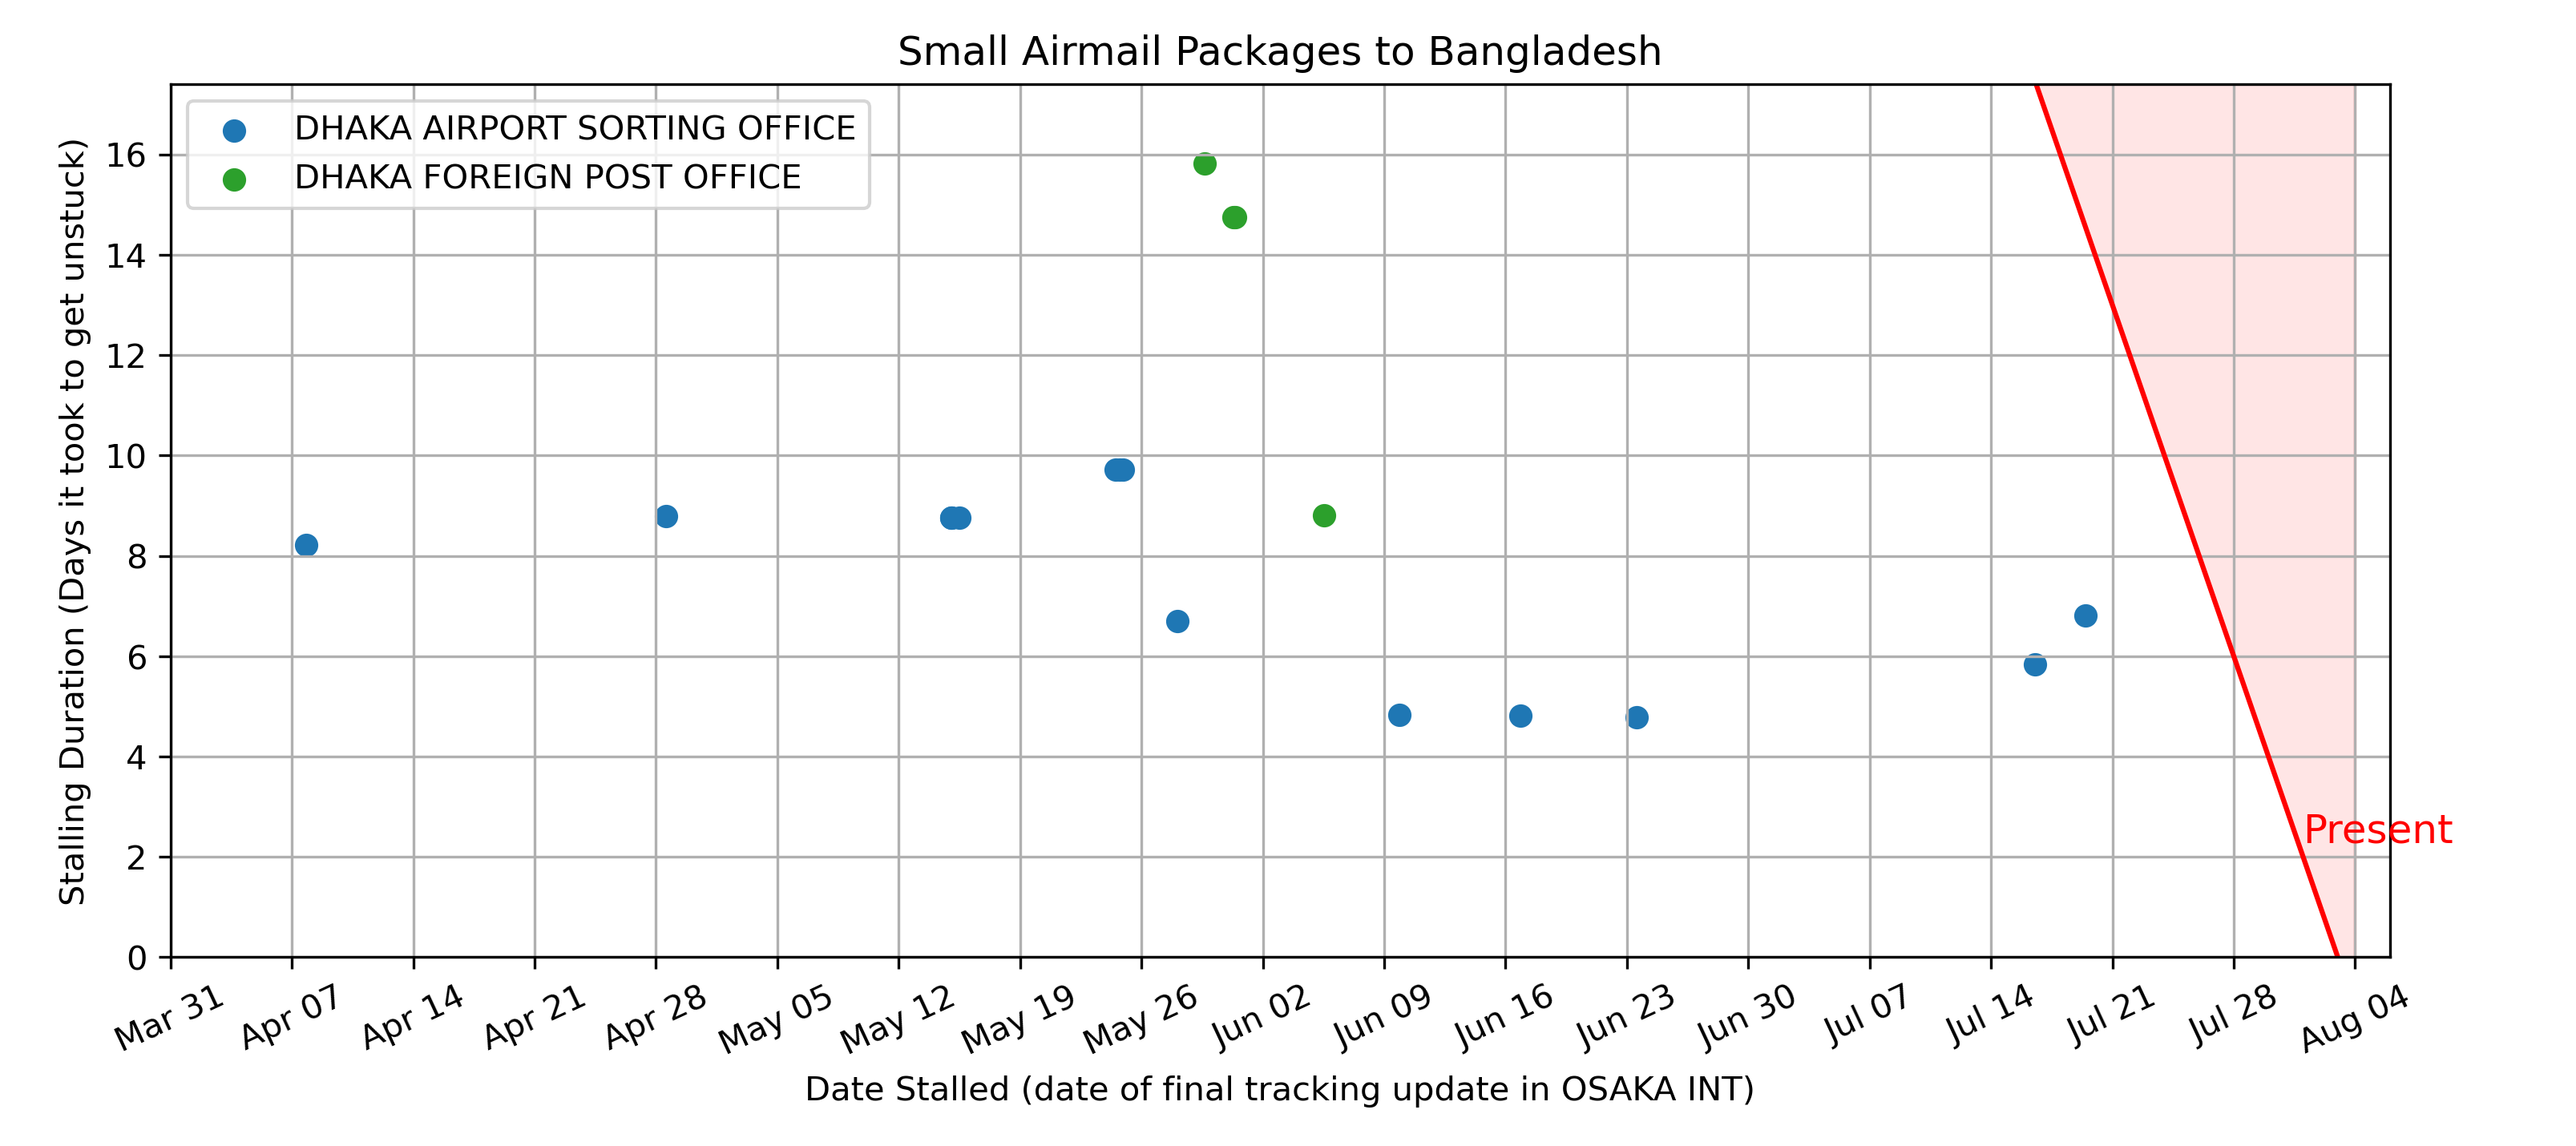 Small Airmail Packages to Bangladesh
DHAKA AIRPORT SORTING OFFICE
DHAKA FOREIGN POST OFFICE
Stalling Duration (Days it took to get unstuck)
16
14
12
10
8
6
4
2
0
Present
Mar 31 Apr 07 Apr 14 Apr 21 Apr 28 May 05 May 12 May 19 May 26 Jun 02 Jun 09 Jun 16 Jun 23 Jun 30 Jul 07 Jul 14 Jul 21 Jul 28 Aug 04
Date Stalled (date of final tracking update in OSAKA INT)